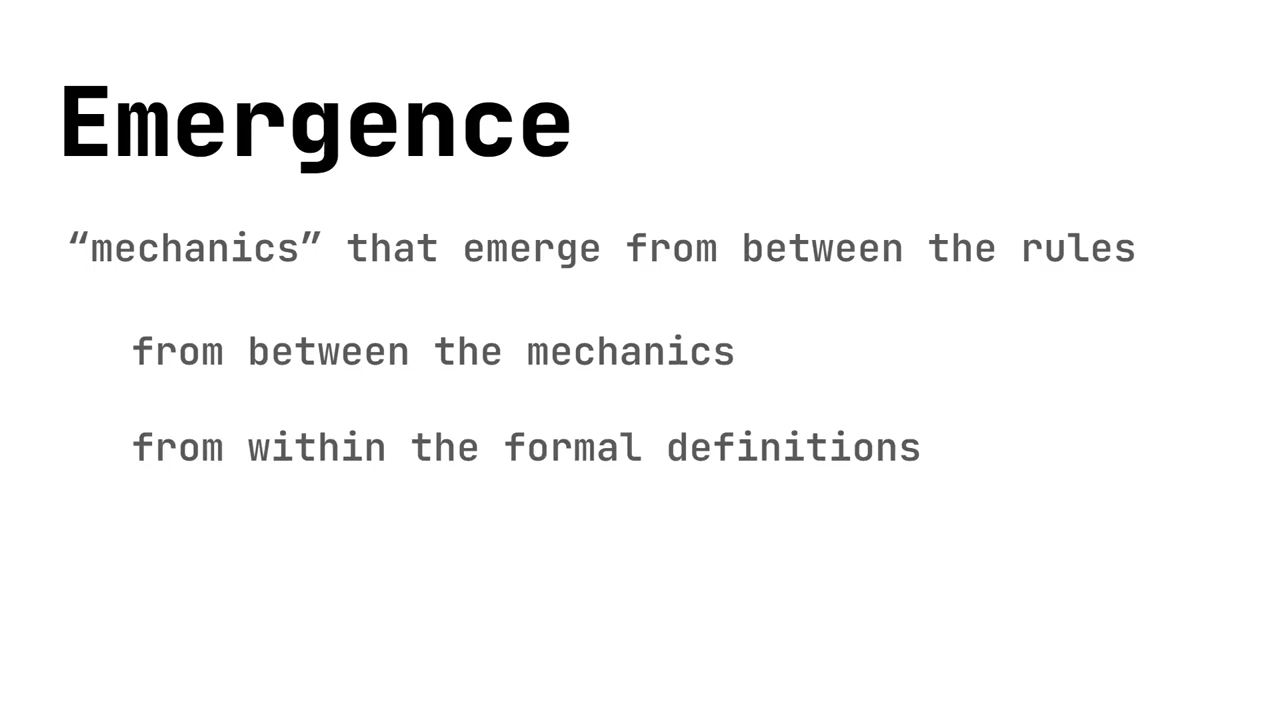 Emergence
“mechanics” that emerge from between the rules
from between the mechanics
from within the formal definitions